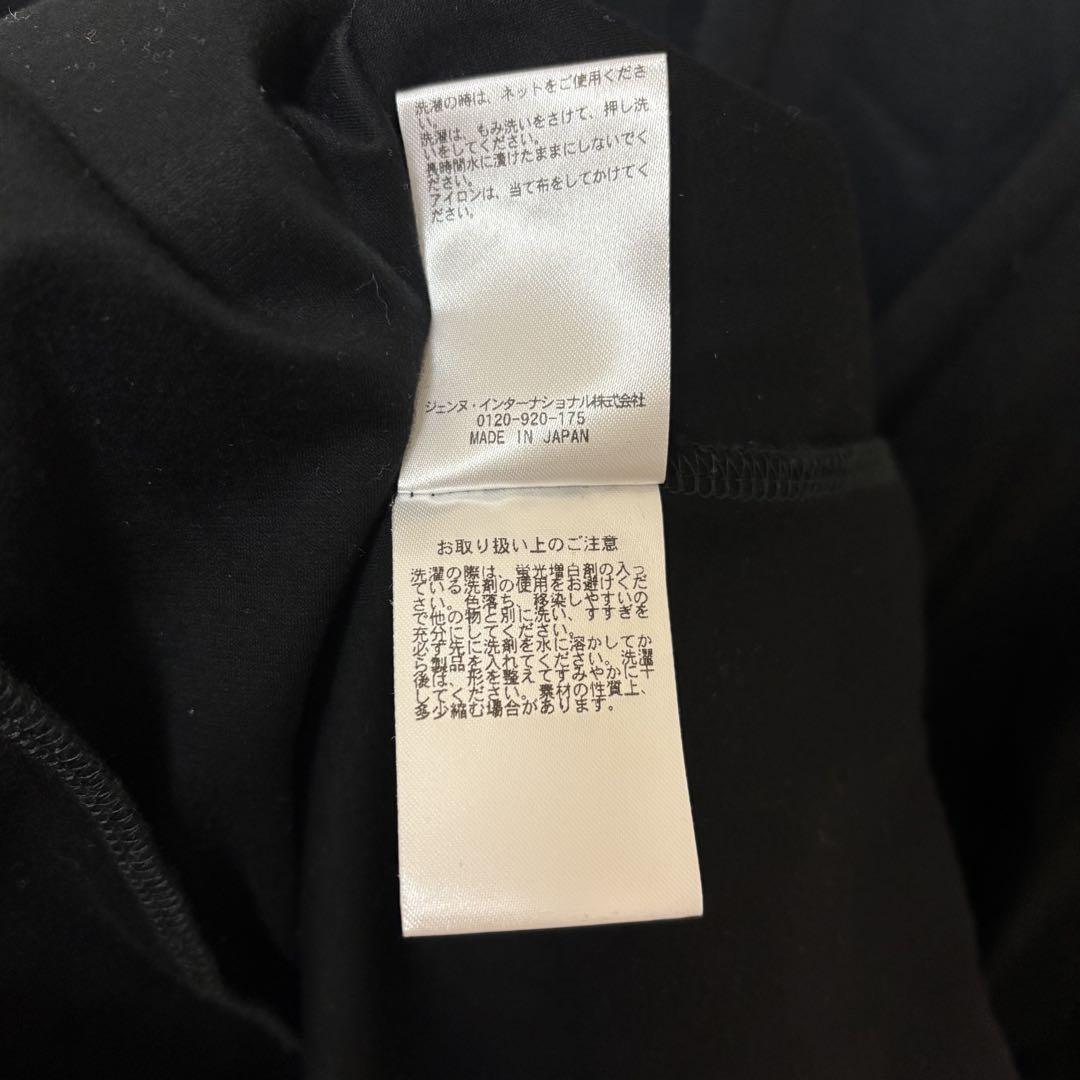 洗濯の時は、ネットをご使用くださ
い。
洗濯は、もみ洗いをさけて、押し洗
いをしてください。
長時間水に漬けたままにしないでく
ださい。
アイロンは、当て布をしてかけてく
ださい。
ジェンヌ・インターナショナル株式会社
0120-920-175
MADE IN JAPAN
お取り扱い上のご注意
洗濯の際は、蛍光増白剤の入っ
ている洗剤の使用をお避けくだ
さい。色落ち、移染しやすいの
で他の物と別に洗い、すすぎを
充分にしてください。
必ず先に洗剤を水に溶かしてか
ら製品を入れてください。洗濯
後は、形を整えてすみやかに干
してください。素材の性質上、
多少縮む場合があります。